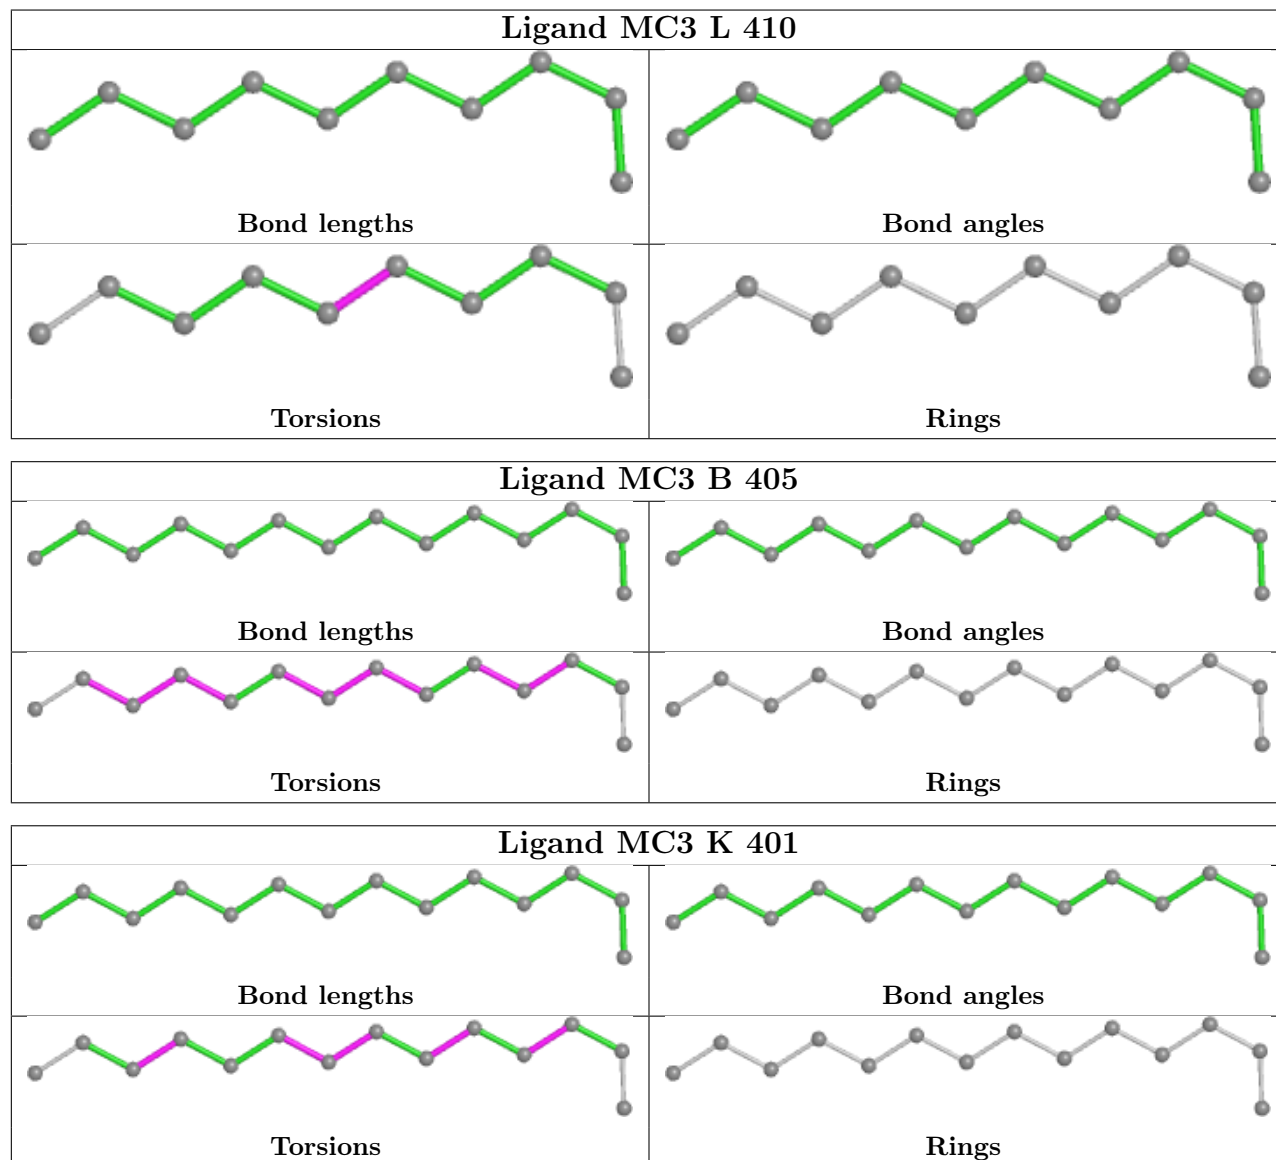 Ligand MC3 L 410
Bond lengths Bond angles
Torsions Rings
Ligand MC3 B 405
Bond lengths Bond angles
Torsions Rings
Ligand MC3 K 401
Bond lengths Bond angles
Torsions Rings